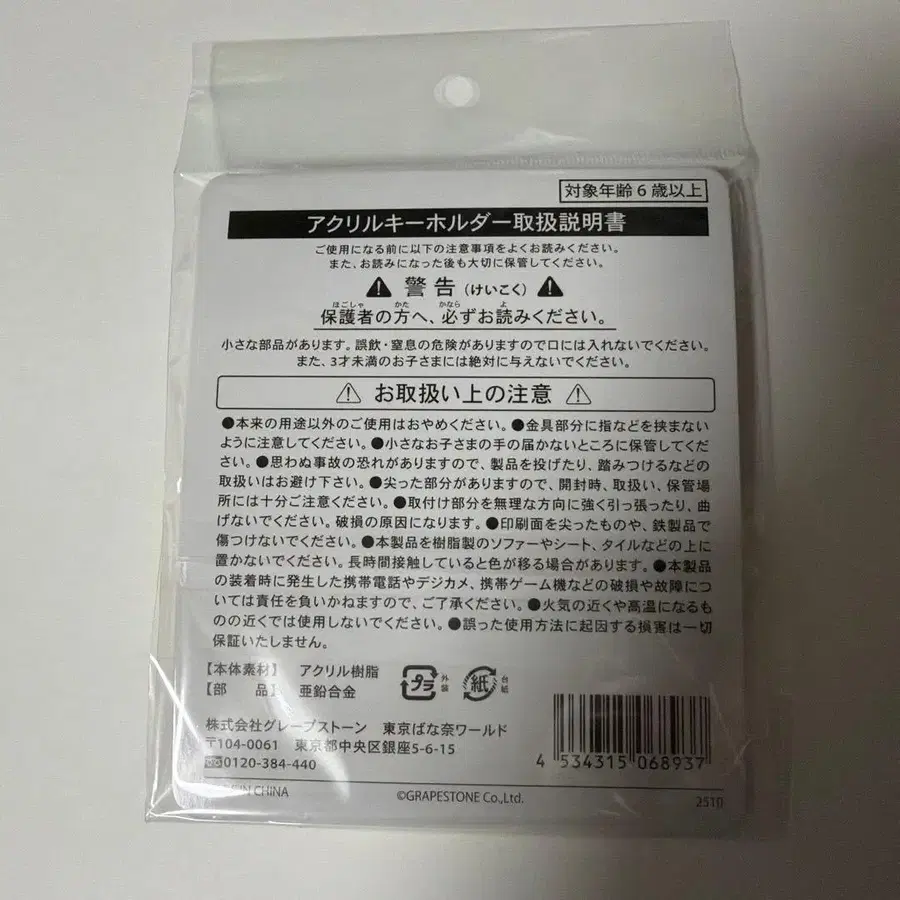 対象年齢6歳以上
アクリルキーホルダー取扱説明書
ご使用になる前に以下の注意事項をよくお読みください。
また、お読みになった後も大切に保管してください。
警告(けいこく)
ほごしゃ かた かなら よ
保護者の方へ、必ずお読みください。
小さな部品があります。誤飲・窒息の危険がありますので口には入れないでください。
また、3才未満のお子さまには絶対に与えないでください。
お取扱い上の注意
●本来の用途以外のご使用はおやめください。●金具部分に指などを挟まない
ように注意してください。●小さなお子さまの手の届かないところに保管してくだ
さい。●思わぬ事故の恐れがありますので、製品を投げたり、踏みつけるなどの
取扱いはお避け下さい。●尖った部分がありますので、開封時、取扱い、保管場
所には十分ご注意ください。●取付け部分を無理な方向に強く引っ張ったり、曲
げないでください。破損の原因になります。●印刷面を尖ったものや、鉄製品で
傷つけないでください。●本製品を樹脂製のソファーやシート、タイルなどの上に
置かないでください。長時間接触していると色が移る場合があります。●本製品
の装着時に発生した携帯電話やデジカメ、携帯ゲーム機などの破損や故障につ
いては責任を負いかねますので、ご了承ください。●火気の近くや高温になるも
のの近くでは使用しないでください。●誤った使用方法に起因する損害は一切
保証いたしません。
【本体素材】 アクリル樹脂
【部 品】 亜鉛合金
プラ 外装
紙 台紙
株式会社グレープストーン 東京ばな奈ワールド
〒104-0061 東京都中央区銀座5-6-15
0120-384-440
4 534315 068937
IN CHINA
©GRAPESTONE Co.,Ltd.
2510